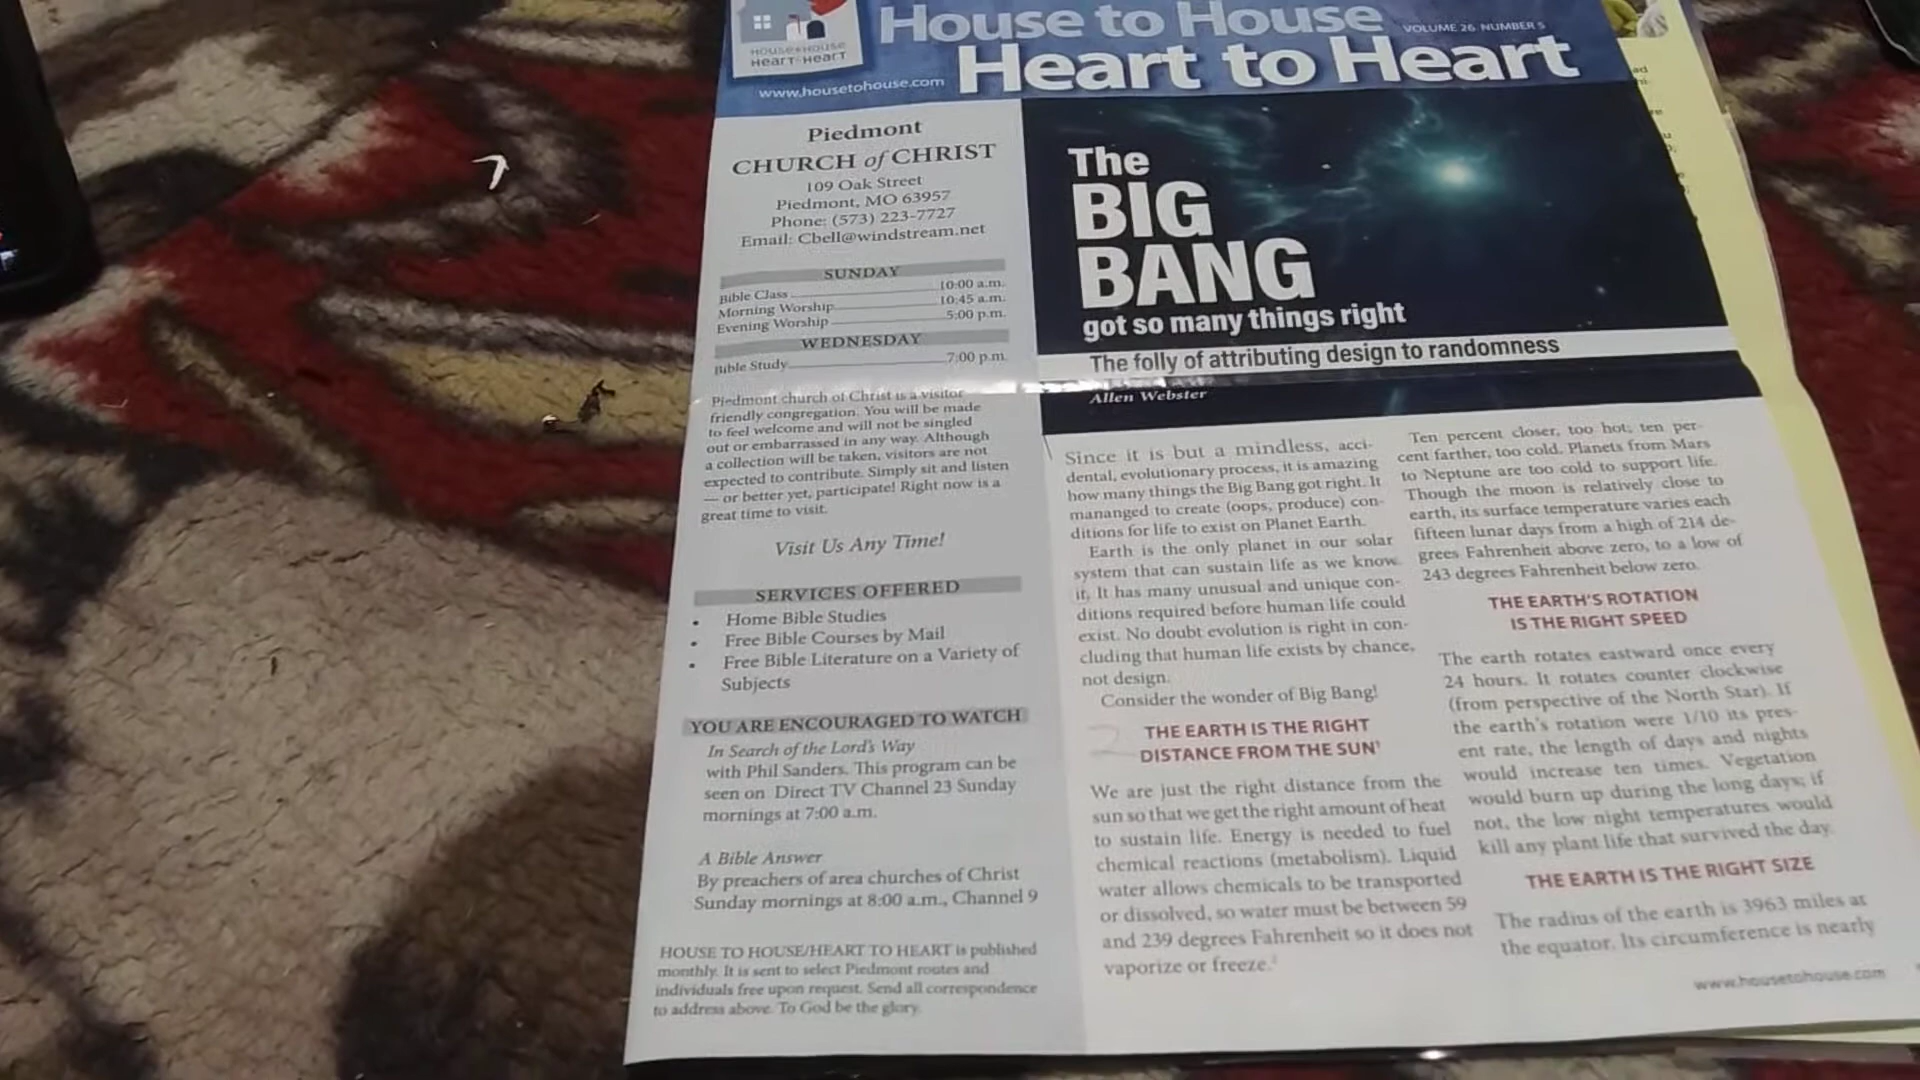 HOUSE TO HOUSE
HEART TO HEART
www.housetohouse.com
House to House
VOLUME 26 NUMBER 5
Heart to Heart
Piedmont
CHURCH of CHRIST
109 Oak Street
Piedmont, MO 63957
Phone: (573) 223-7727
Email: Cbell@windstream.net
SUNDAY
Bible Class 10:00 a.m.
Morning Worship 10:45 a.m.
Evening Worship 5:00 p.m.
WEDNESDAY
Bible Study 7:00 p.m.
Piedmont church of Christ is a visitor
friendly congregation. You will be made
to feel welcome and will not be singled
out or embarrassed in any way. Although
a collection will be taken, visitors are not
expected to contribute. Simply sit and listen
— or better yet, participate! Right now is a
great time to visit.
Visit Us Any Time!
SERVICES OFFERED
• Home Bible Studies
• Free Bible Courses by Mail
• Free Bible Literature on a Variety of
Subjects
YOU ARE ENCOURAGED TO WATCH
In Search of the Lord's Way
with Phil Sanders. This program can be
seen on Direct TV Channel 23 Sunday
mornings at 7:00 a.m.
A Bible Answer
By preachers of area churches of Christ
Sunday mornings at 8:00 a.m., Channel 9
HOUSE TO HOUSE/HEART TO HEART is published
monthly. It is sent to select Piedmont routes and
individuals free upon request. Send all correspondence
to address above. To God be the glory.
The
BIG
BANG
got so many things right
The folly of attributing design to randomness
Allen Webster
Since it is but a mindless, acci-
dental, evolutionary process, it is amazing
how many things the Big Bang got right. It
mananged to create (oops, produce) con-
ditions for life to exist on Planet Earth.
Earth is the only planet in our solar
system that can sustain life as we know
it. It has many unusual and unique con-
ditions required before human life could
exist. No doubt evolution is right in con-
cluding that human life exists by chance,
not design.
Consider the wonder of Big Bang!
2
THE EARTH IS THE RIGHT
DISTANCE FROM THE SUN¹
We are just the right distance from the
sun so that we get the right amount of heat
to sustain life. Energy is needed to fuel
chemical reactions (metabolism). Liquid
water allows chemicals to be transported
or dissolved, so water must be between 59
and 239 degrees Fahrenheit so it does not
vaporize or freeze.²
Ten percent closer, too hot; ten per-
cent farther, too cold. Planets from Mars
to Neptune are too cold to support life.
Though the moon is relatively close to
earth, its surface temperature varies each
fifteen lunar days from a high of 214 de-
grees Fahrenheit above zero, to a low of
243 degrees Fahrenheit below zero.
THE EARTH'S ROTATION
IS THE RIGHT SPEED
The earth rotates eastward once every
24 hours. It rotates counter clockwise
(from perspective of the North Star). If
the earth's rotation were 1/10 its pres-
ent rate, the length of days and nights
would increase ten times. Vegetation
would burn up during the long days; if
not, the low night temperatures would
kill any plant life that survived the day.
THE EARTH IS THE RIGHT SIZE
The radius of the earth is 3963 miles at
the equator. Its circumference is nearly
www.housetohouse.com